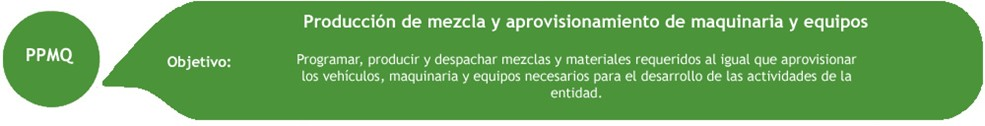 Producción de mezcla y aprovisionamiento de maquinaria y equipos
PPMQ
Objetivo:
Programar, producir y despachar mezclas y materiales requeridos al igual que aprovisionar
los vehículos, maquinaria y equipos necesarios para el desarrollo de las actividades de la
entidad.